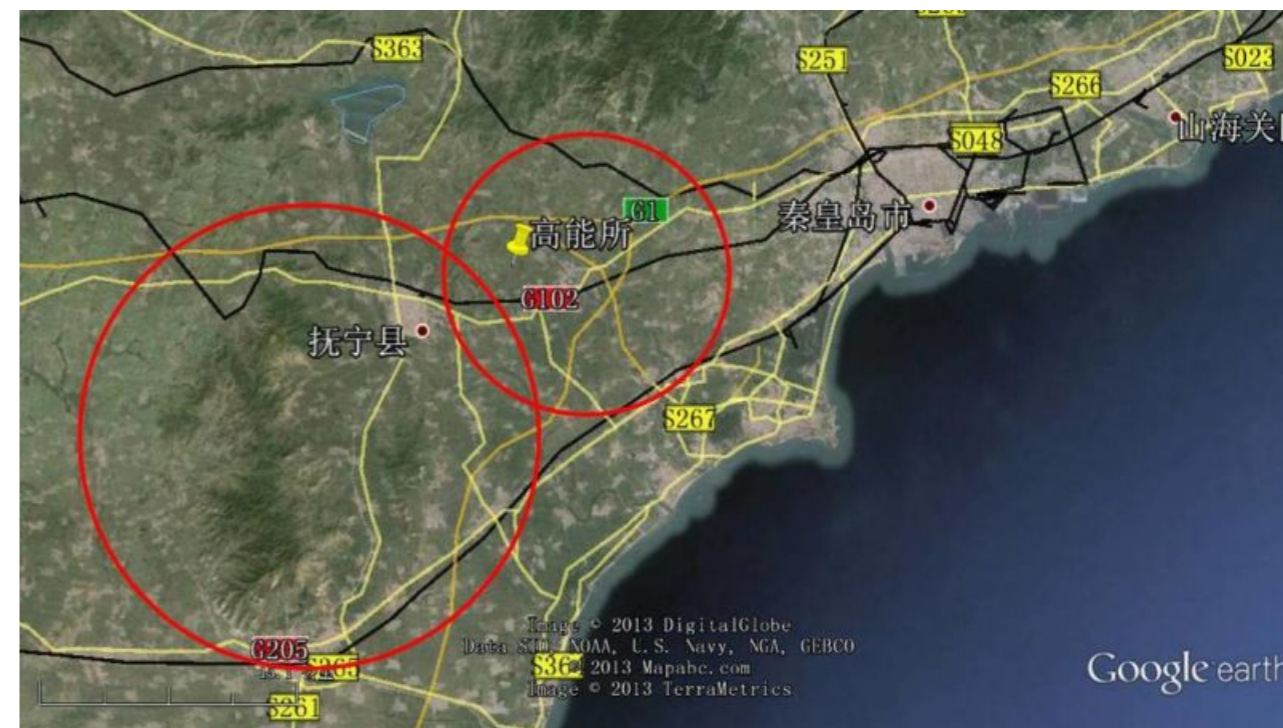 S363
S251
S023
S266
S048
山海关
G1
秦皇岛市
高能所
G102
抚宁县
S267
Image © 2013 DigitalGlobe
Data SIO, NOAA, U.S. Navy, NGA, GEBCO
G205
S265
© 2013 Mapabc.com
Google earth
Image © 2013 TerraMetrics
S261